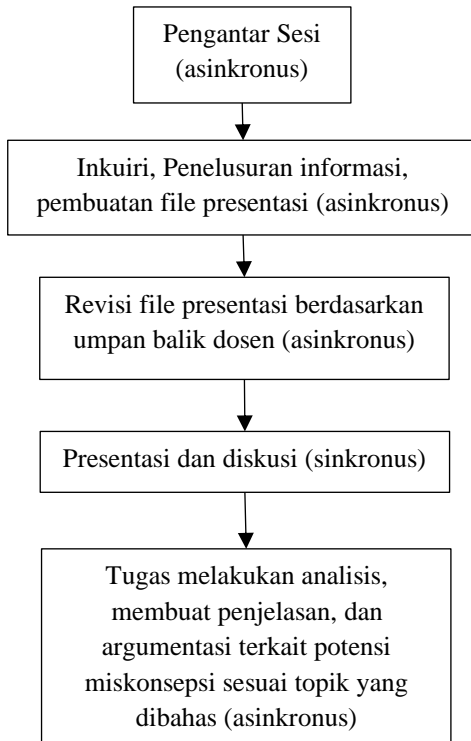 Pengantar Sesi
(asinkronus)
Inkuiri, Penelusuran informasi,
pembuatan file presentasi (asinkronus)
Revisi file presentasi berdasarkan
umpan balik dosen (asinkronus)
Presentasi dan diskusi (sinkronus)
Tugas melakukan analisis,
membuat penjelasan, dan
argumentasi terkait potensi
miskonsepsi sesuai topik yang
dibahas (asinkronus)